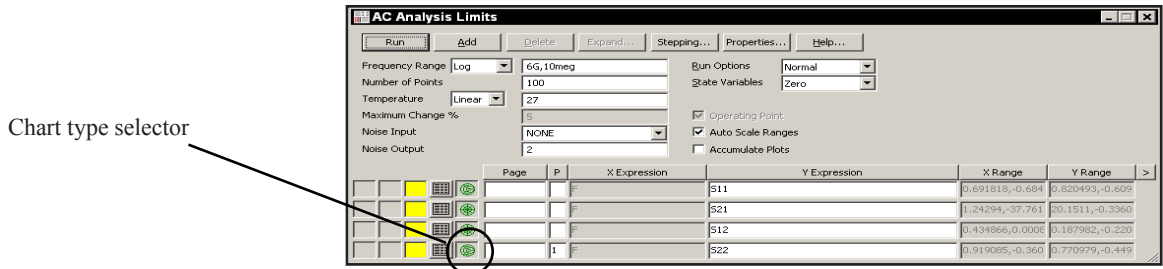 AC Analysis Limits
Run Add Delete Expand... Stepping... Properties... Help...
Frequency Range Log 6G,10meg Run Options Normal
Number of Points 100 State Variables Zero
Temperature Linear 27
Maximum Change % 5 Operating Point
Noise Input NONE Auto Scale Ranges
Noise Output 2 Accumulate Plots
Chart type selector
Page P X Expression Y Expression X Range Y Range >
F S11 0.691818,-0.684 0.820493,-0.609
F S21 1.24294,-37.761 20.1511,-0.3360
F S12 0.434866,0.0008 0.187982,-0.220
1 F S22 0.919085,-0.360 0.770979,-0.449